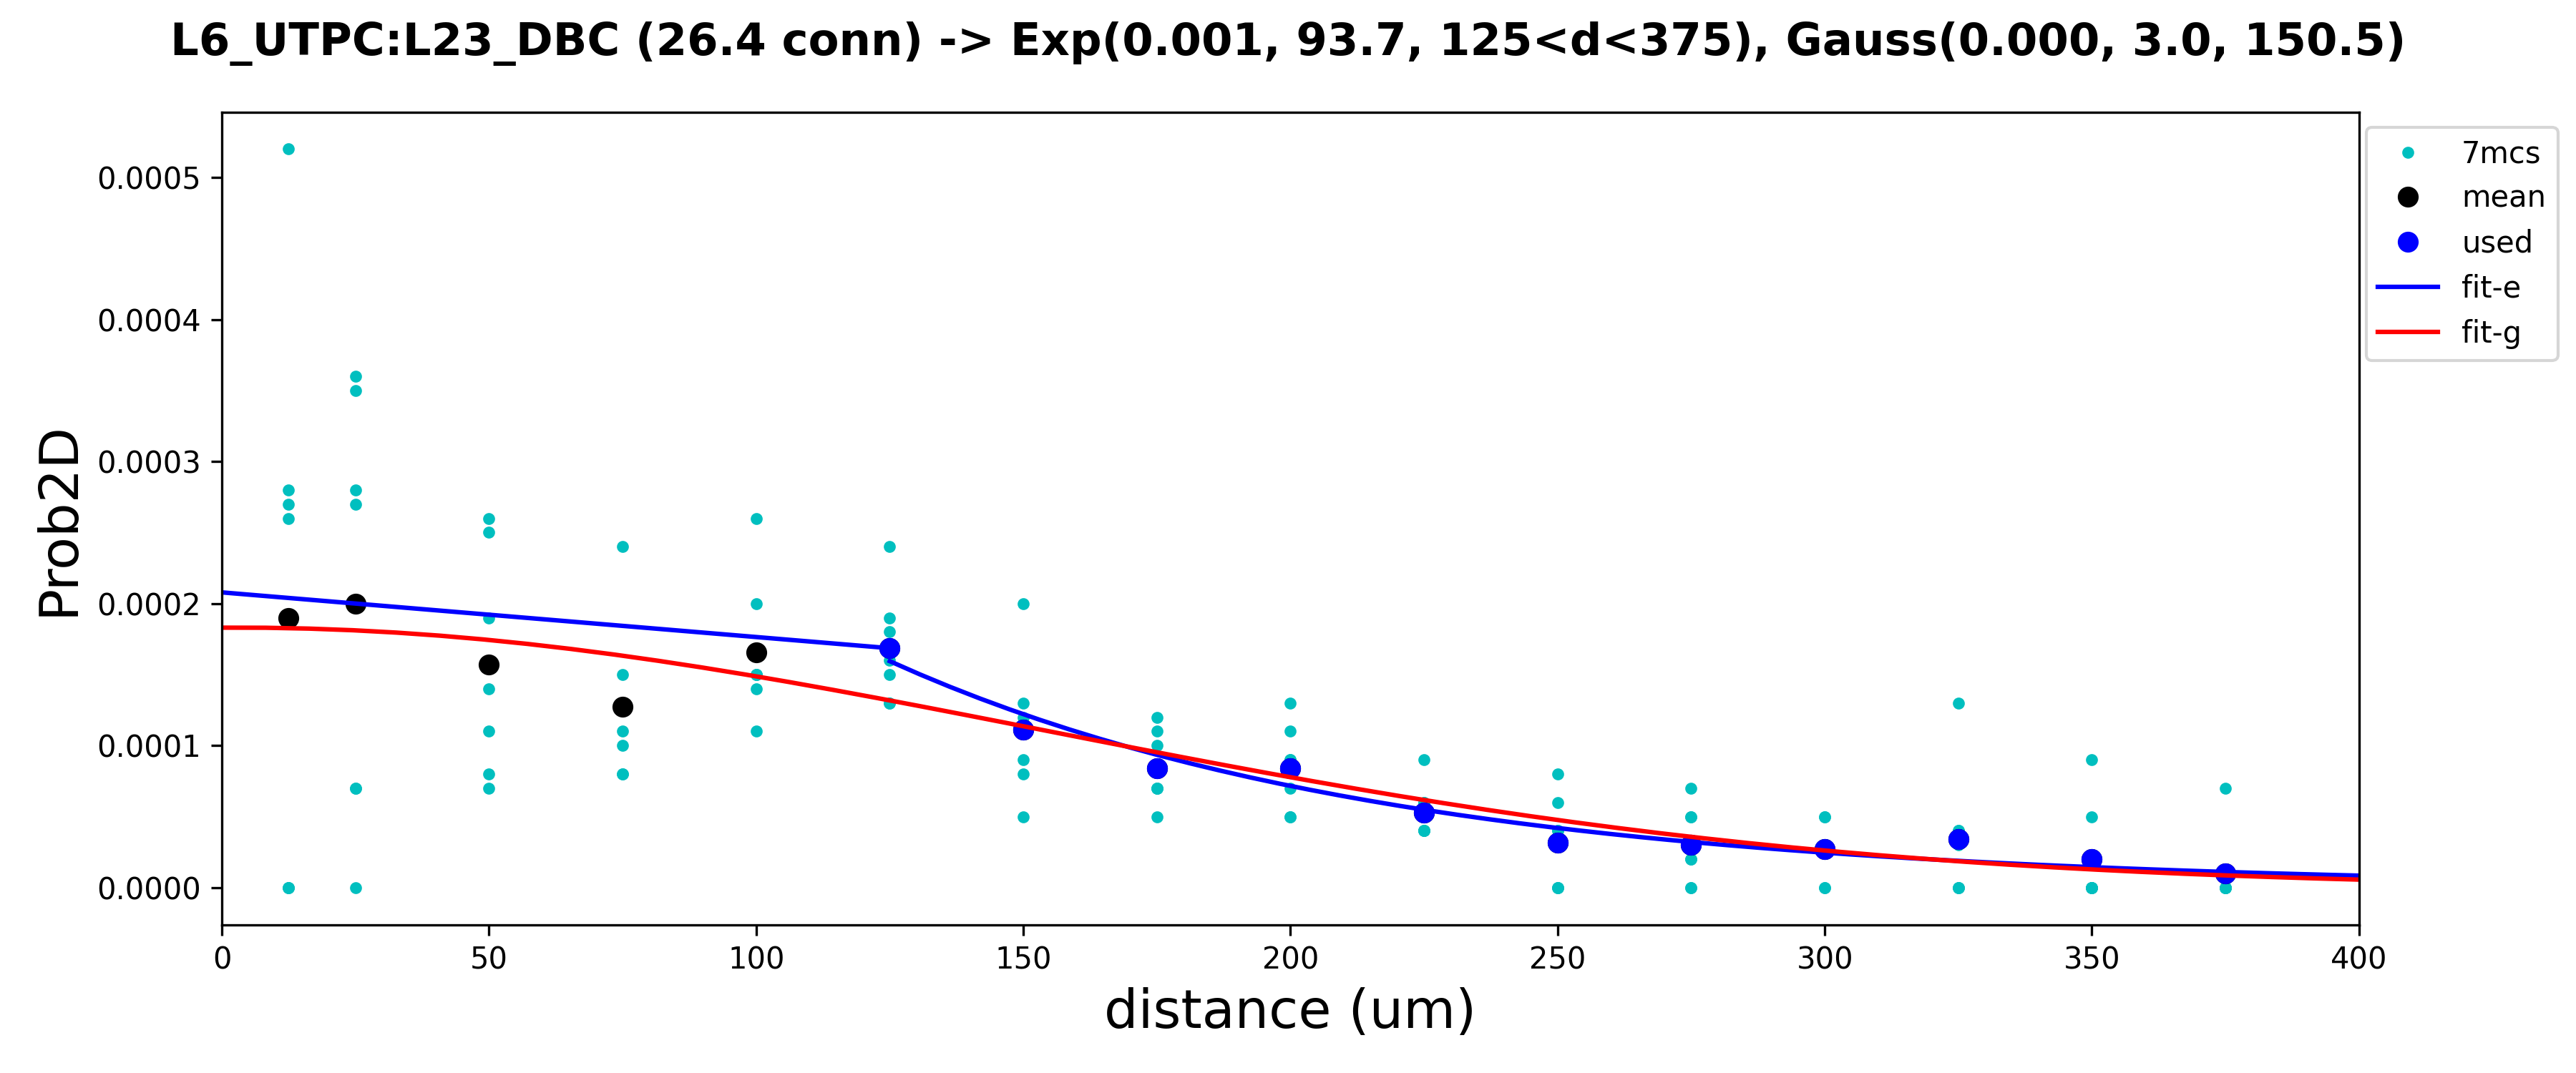 L6_UTPC:L23_DBC (26.4 conn) -> Exp(0.001, 93.7, 125<d<375), Gauss(0.000, 3.0, 150.5)
Prob2D
0.0005
0.0004
0.0003
0.0002
0.0001
0.0000
0 50 100 150 200 250 300 350 400
distance (um)
7mcs
mean
used
fit-e
fit-g